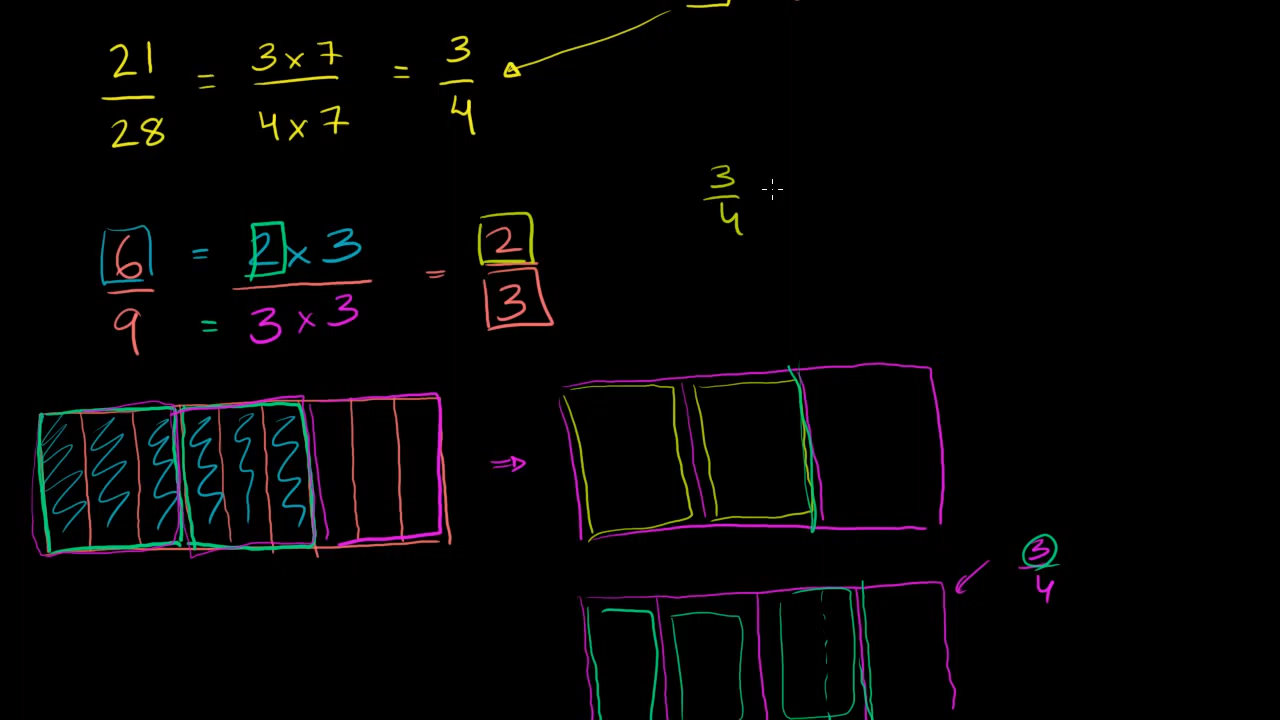 21/28 = 3 x 7/4 x 7 = 3/4
3/4
6/9 = 2 x 3/3 x 3 = 2/3
=
⇒
3/4